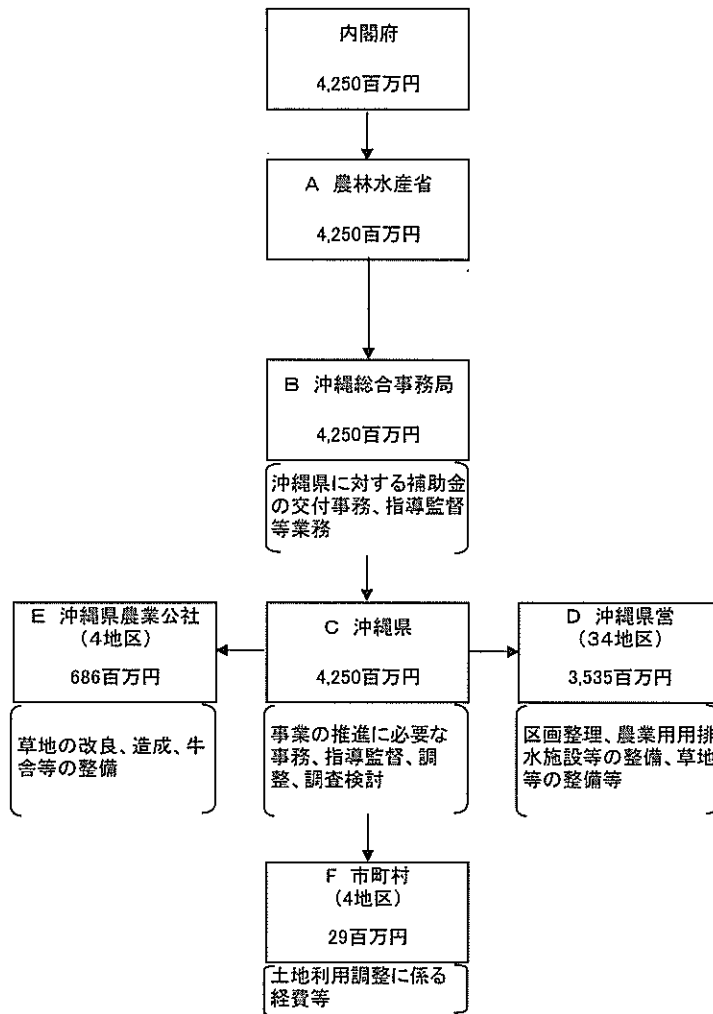 内閣府
4,250百万円
A 農林水産省
4,250百万円
B 沖縄総合事務局
4,250百万円
沖縄県に対する補助金
の交付事務、指導監督
等業務
E 沖縄県農業公社
(4地区)
686百万円
草地の改良、造成、牛
舎等の整備
C 沖縄県
4,250百万円
事業の推進に必要な
事務、指導監督、調
整、調査検討
D 沖縄県営
(34地区)
3,535百万円
区画整理、農業用用排
水施設等の整備、草地
等の整備等
F 市町村
(4地区)
29百万円
土地利用調整に係る
経費等